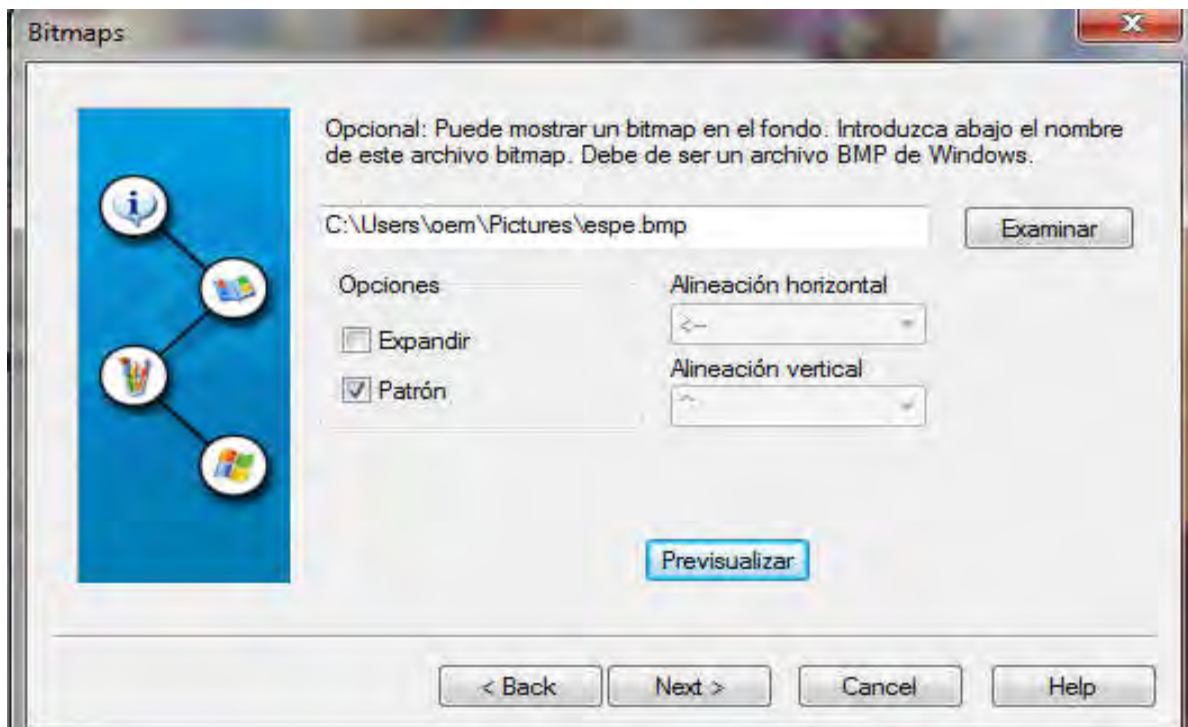 Bitmaps
Opcional: Puede mostrar un bitmap en el fondo. Introduzca abajo el nombre
de este archivo bitmap. Debe de ser un archivo BMP de Windows.
C:\Users\oem\Pictures\espe.bmp
Examinar
Opciones
Expandir
Patrón
Alineación horizontal
<--
Alineación vertical
^
Previsualizar
< Back
Next >
Cancel
Help